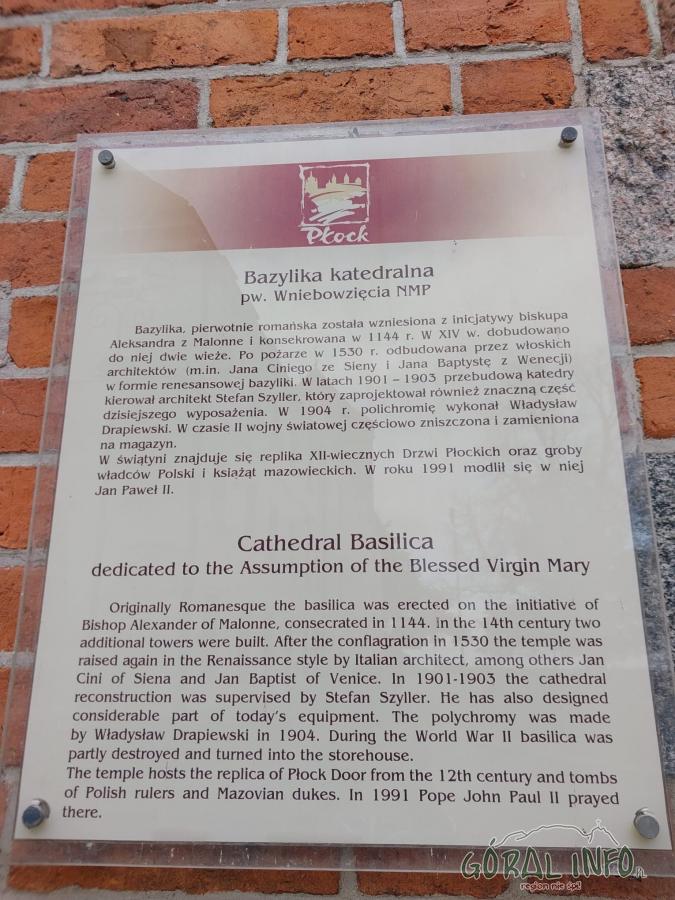 Płock
Bazylika katedralna
pw. Wniebowzięcia NMP
Bazylika, pierwotnie romańska została wzniesiona z inicjatywy biskupa
Aleksandra z Malonne i konsekrowana w 1144 r. W XIV w. dobudowano
do niej dwie wieże. Po pożarze w 1530 r. odbudowana przez włoskich
architektów (m.in. Jana Ciniego ze Sieny i Jana Baptystę z Wenecji)
w formie renesansowej bazyliki. W latach 1901 – 1903 przebudową katedry
kierował architekt Stefan Szyller, który zaprojektował również znaczną część
dzisiejszego wyposażenia. W 1904 r. polichromię wykonał Władysław
Drapiewski. W czasie II wojny światowej częściowo zniszczona i zamieniona
na magazyn.
W świątyni znajduje się replika XII-wiecznych Drzwi Płockich oraz groby
władców Polski i książąt mazowieckich. W roku 1991 modlił się w niej
Jan Paweł II.
Cathedral Basilica
dedicated to the Assumption of the Blessed Virgin Mary
Originally Romanesque the basilica was erected on the initiative of
Bishop Alexander of Malonne, consecrated in 1144. In the 14th century two
additional towers were built. After the conflagration in 1530 the temple was
raised again in the Renaissance style by Italian architect, among others Jan
Cini of Siena and Jan Baptist of Venice. In 1901-1903 the cathedral
reconstruction was supervised by Stefan Szyller. He has also designed
considerable part of today's equipment. The polychromy was made
by Władysław Drapiewski in 1904. During the World War II basilica was
partly destroyed and turned into the storehouse.
The temple hosts the replica of Płock Door from the 12th century and tombs
of Polish rulers and Mazovian dukes. In 1991 Pope John Paul II prayed
there.
GÓRAL INFO.PL
region nie śpi!